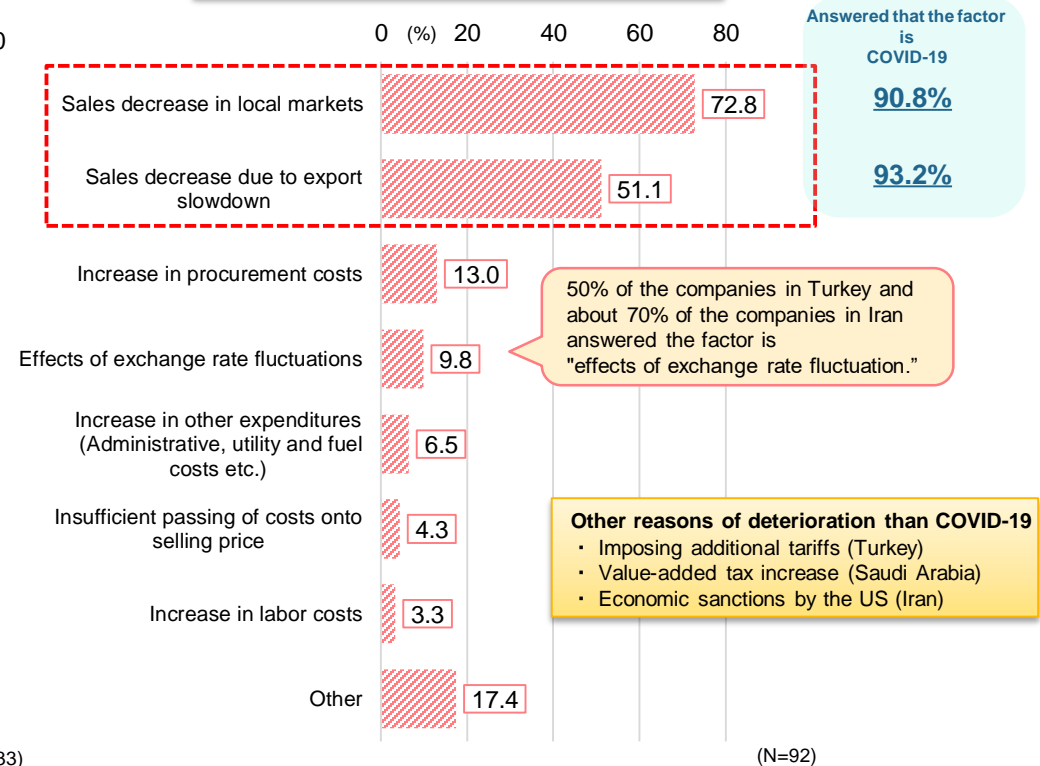 0
0 (%) 20 40 60 80
Answered that the factor
is
COVID-19
Sales decrease in local markets
72.8
90.8%
Sales decrease due to export
slowdown
51.1
93.2%
Increase in procurement costs
13.0
50% of the companies in Turkey and
about 70% of the companies in Iran
answered the factor is
"effects of exchange rate fluctuation.”
Effects of exchange rate fluctuations
9.8
Increase in other expenditures
(Administrative, utility and fuel
costs etc.)
6.5
Insufficient passing of costs onto
selling price
4.3
Other reasons of deterioration than COVID-19
・ Imposing additional tariffs (Turkey)
・ Value-added tax increase (Saudi Arabia)
・ Economic sanctions by the US (Iran)
Increase in labor costs
3.3
Other
17.4
33)
(N=92)